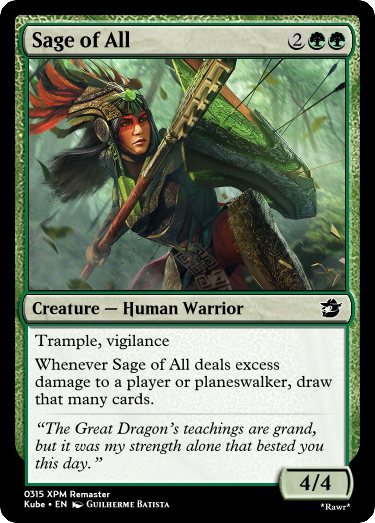 Sage of All 2
Creature — Human Warrior
Trample, vigilance
Whenever Sage of All deals excess
damage to a player or planeswalker, draw
that many cards.
“The Great Dragon’s teachings are grand,
but it was my strength alone that bested you
this day.”
4/4
0315 XPM Remaster
Kube • EN Guilherme Batista
*Rawr*